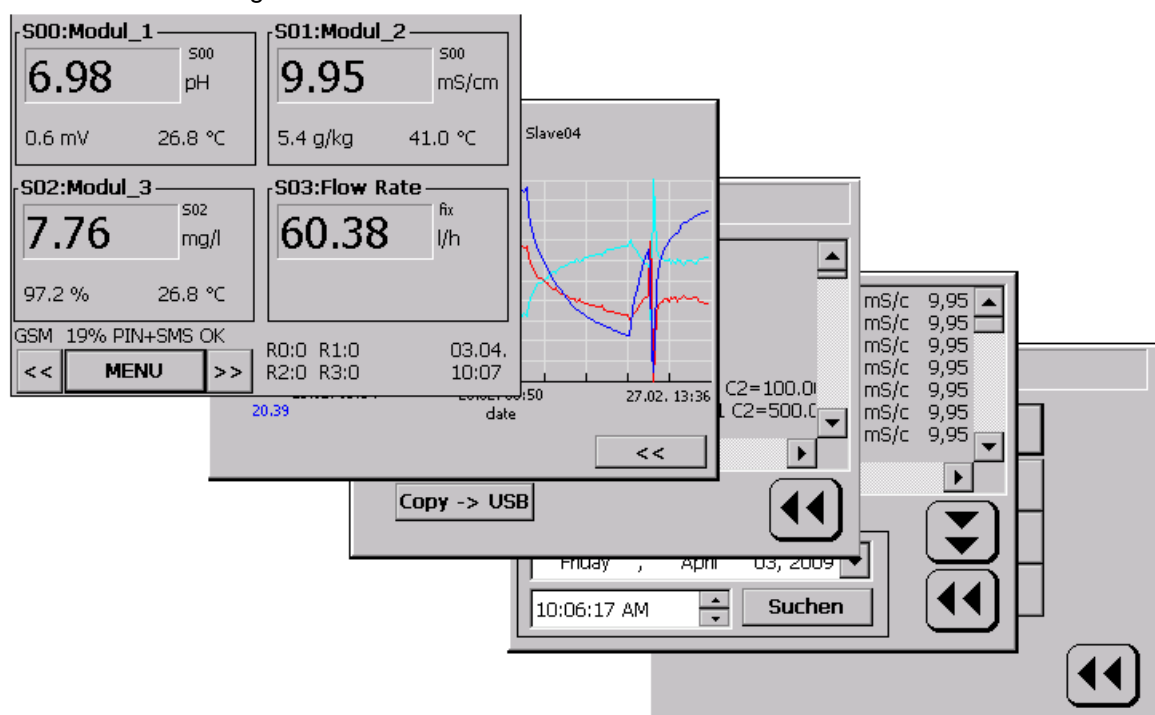 S00:Modul_1
6.98
S00
pH
0.6 mV 26.8 °C
S01:Modul_2
9.95
S00
mS/cm
5.4 g/kg 41.0 °C
S02:Modul_3
7.76
S02
mg/l
97.2 % 26.8 °C
S03:Flow Rate
60.38
fix
l/h
GSM 19% PIN+SMS OK
<< MENU >>
R0:0 R1:0 03.04.
R2:0 R3:0 10:07
Slave04
:50 27.02. 13:36
20.39 date
<<
C2=100.0
C2=500.0
Copy -> USB
mS/c 9,95
mS/c 9,95
mS/c 9,95
mS/c 9,95
mS/c 9,95
mS/c 9,95
mS/c 9,95
Friday , April 03, 2009
10:06:17 AM Suchen